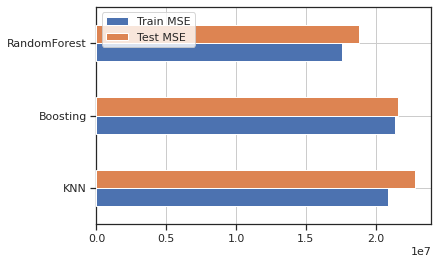 Train MSE
Test MSE
RandomForest
Boosting
KNN
0.0 0.5 1.0 1.5 2.0
1e7